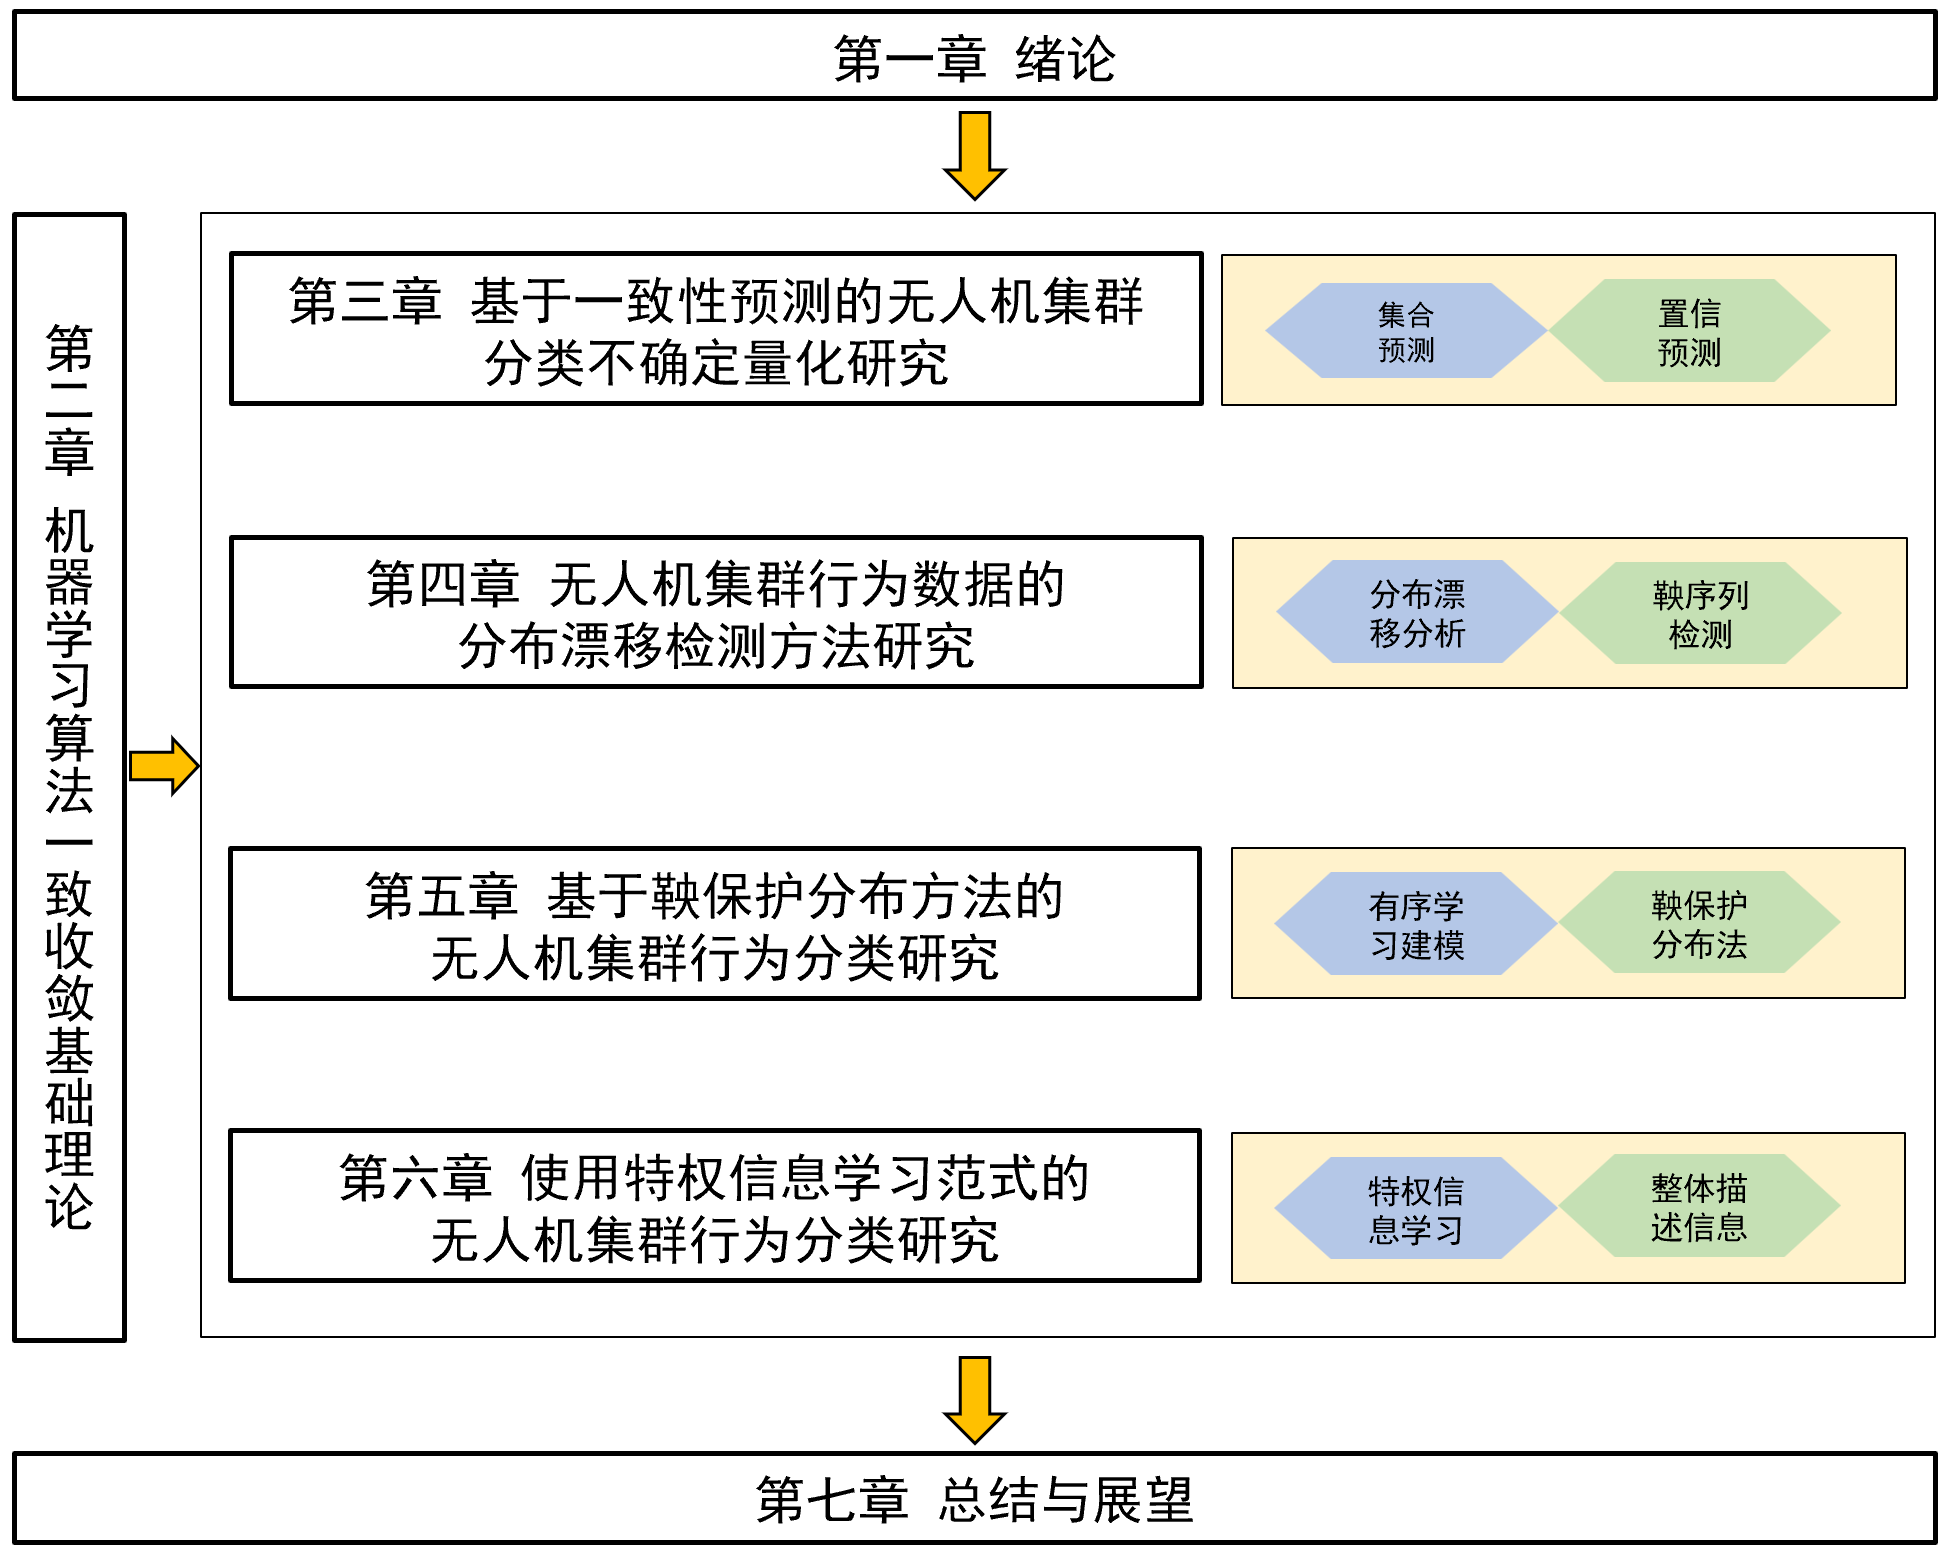 第一章 绪论
第二章 机器学习算法一致收敛基础理论
第三章 基于一致性预测的无人机集群
分类不确定量化研究
集合
预测
置信
预测
第四章 无人机集群行为数据的
分布漂移检测方法研究
分布漂
移分析
鞅序列
检测
第五章 基于鞅保护分布方法的
无人机集群行为分类研究
有序学
习建模
鞅保护
分布法
第六章 使用特权信息学习范式的
无人机集群行为分类研究
特权信
息学习
整体描
述信息
第七章 总结与展望